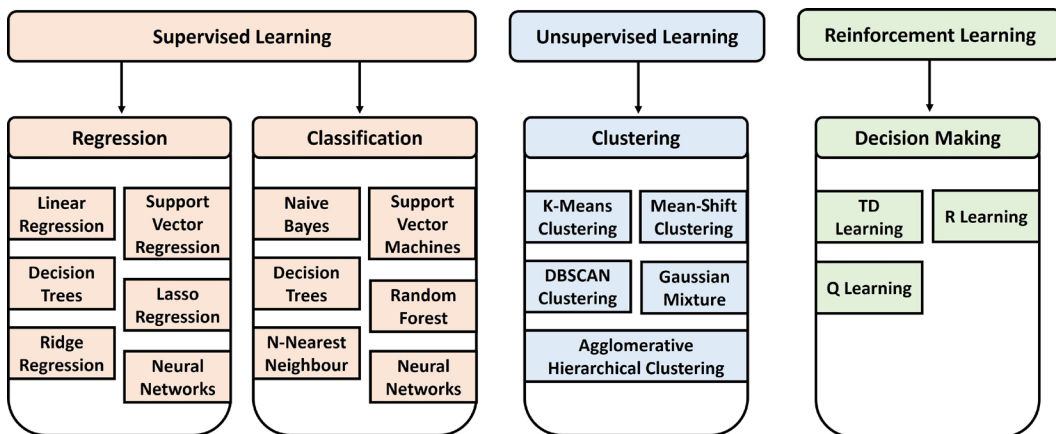 Supervised Learning
Unsupervised Learning
Reinforcement Learning
Regression
Linear
Regression
Support
Vector
Regression
Decision
Trees
Lasso
Regression
Ridge
Regression
Neural
Networks
Classification
Naive
Bayes
Support
Vector
Machines
Decision
Trees
Random
Forest
N-Nearest
Neighbour
Neural
Networks
Clustering
K-Means
Clustering
Mean-Shift
Clustering
DBSCAN
Clustering
Gaussian
Mixture
Agglomerative
Hierarchical Clustering
Decision Making
TD
Learning
R Learning
Q Learning